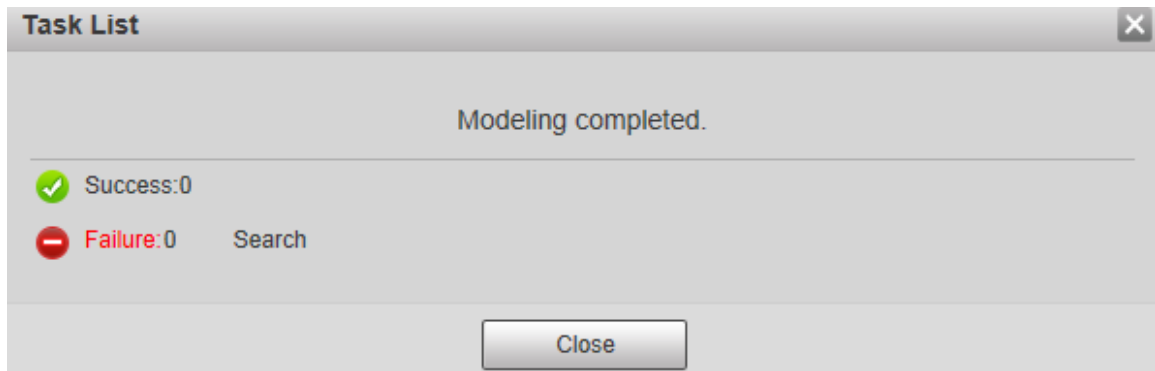 Task List
Modeling completed.
Success:0
Failure:0 Search
Close